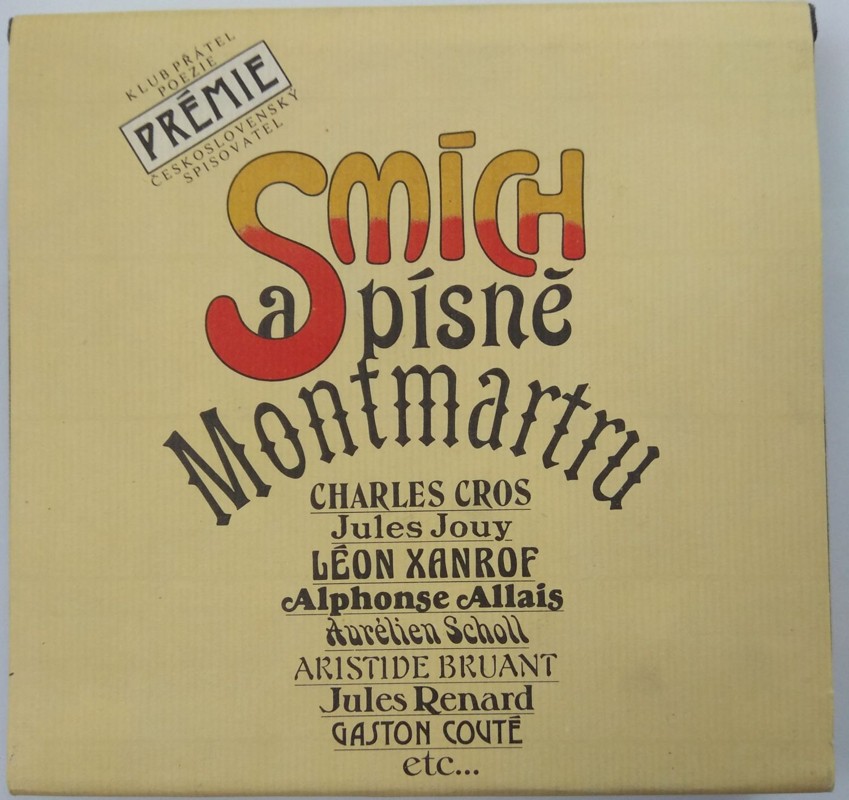 KLUB PŘÁTEL
POEZIE
PRÉMIE
ČESKOSLOVENSKÝ
SPISOVATEL
SMÍCH
a písně
Montmartru
CHARLES CROS
Jules Jouy
LÉON XANROF
Alphonse Allais
Aurélien Scholl
ARISTIDE BRUANT
Jules Renard
GASTON COUTÉ
etc...